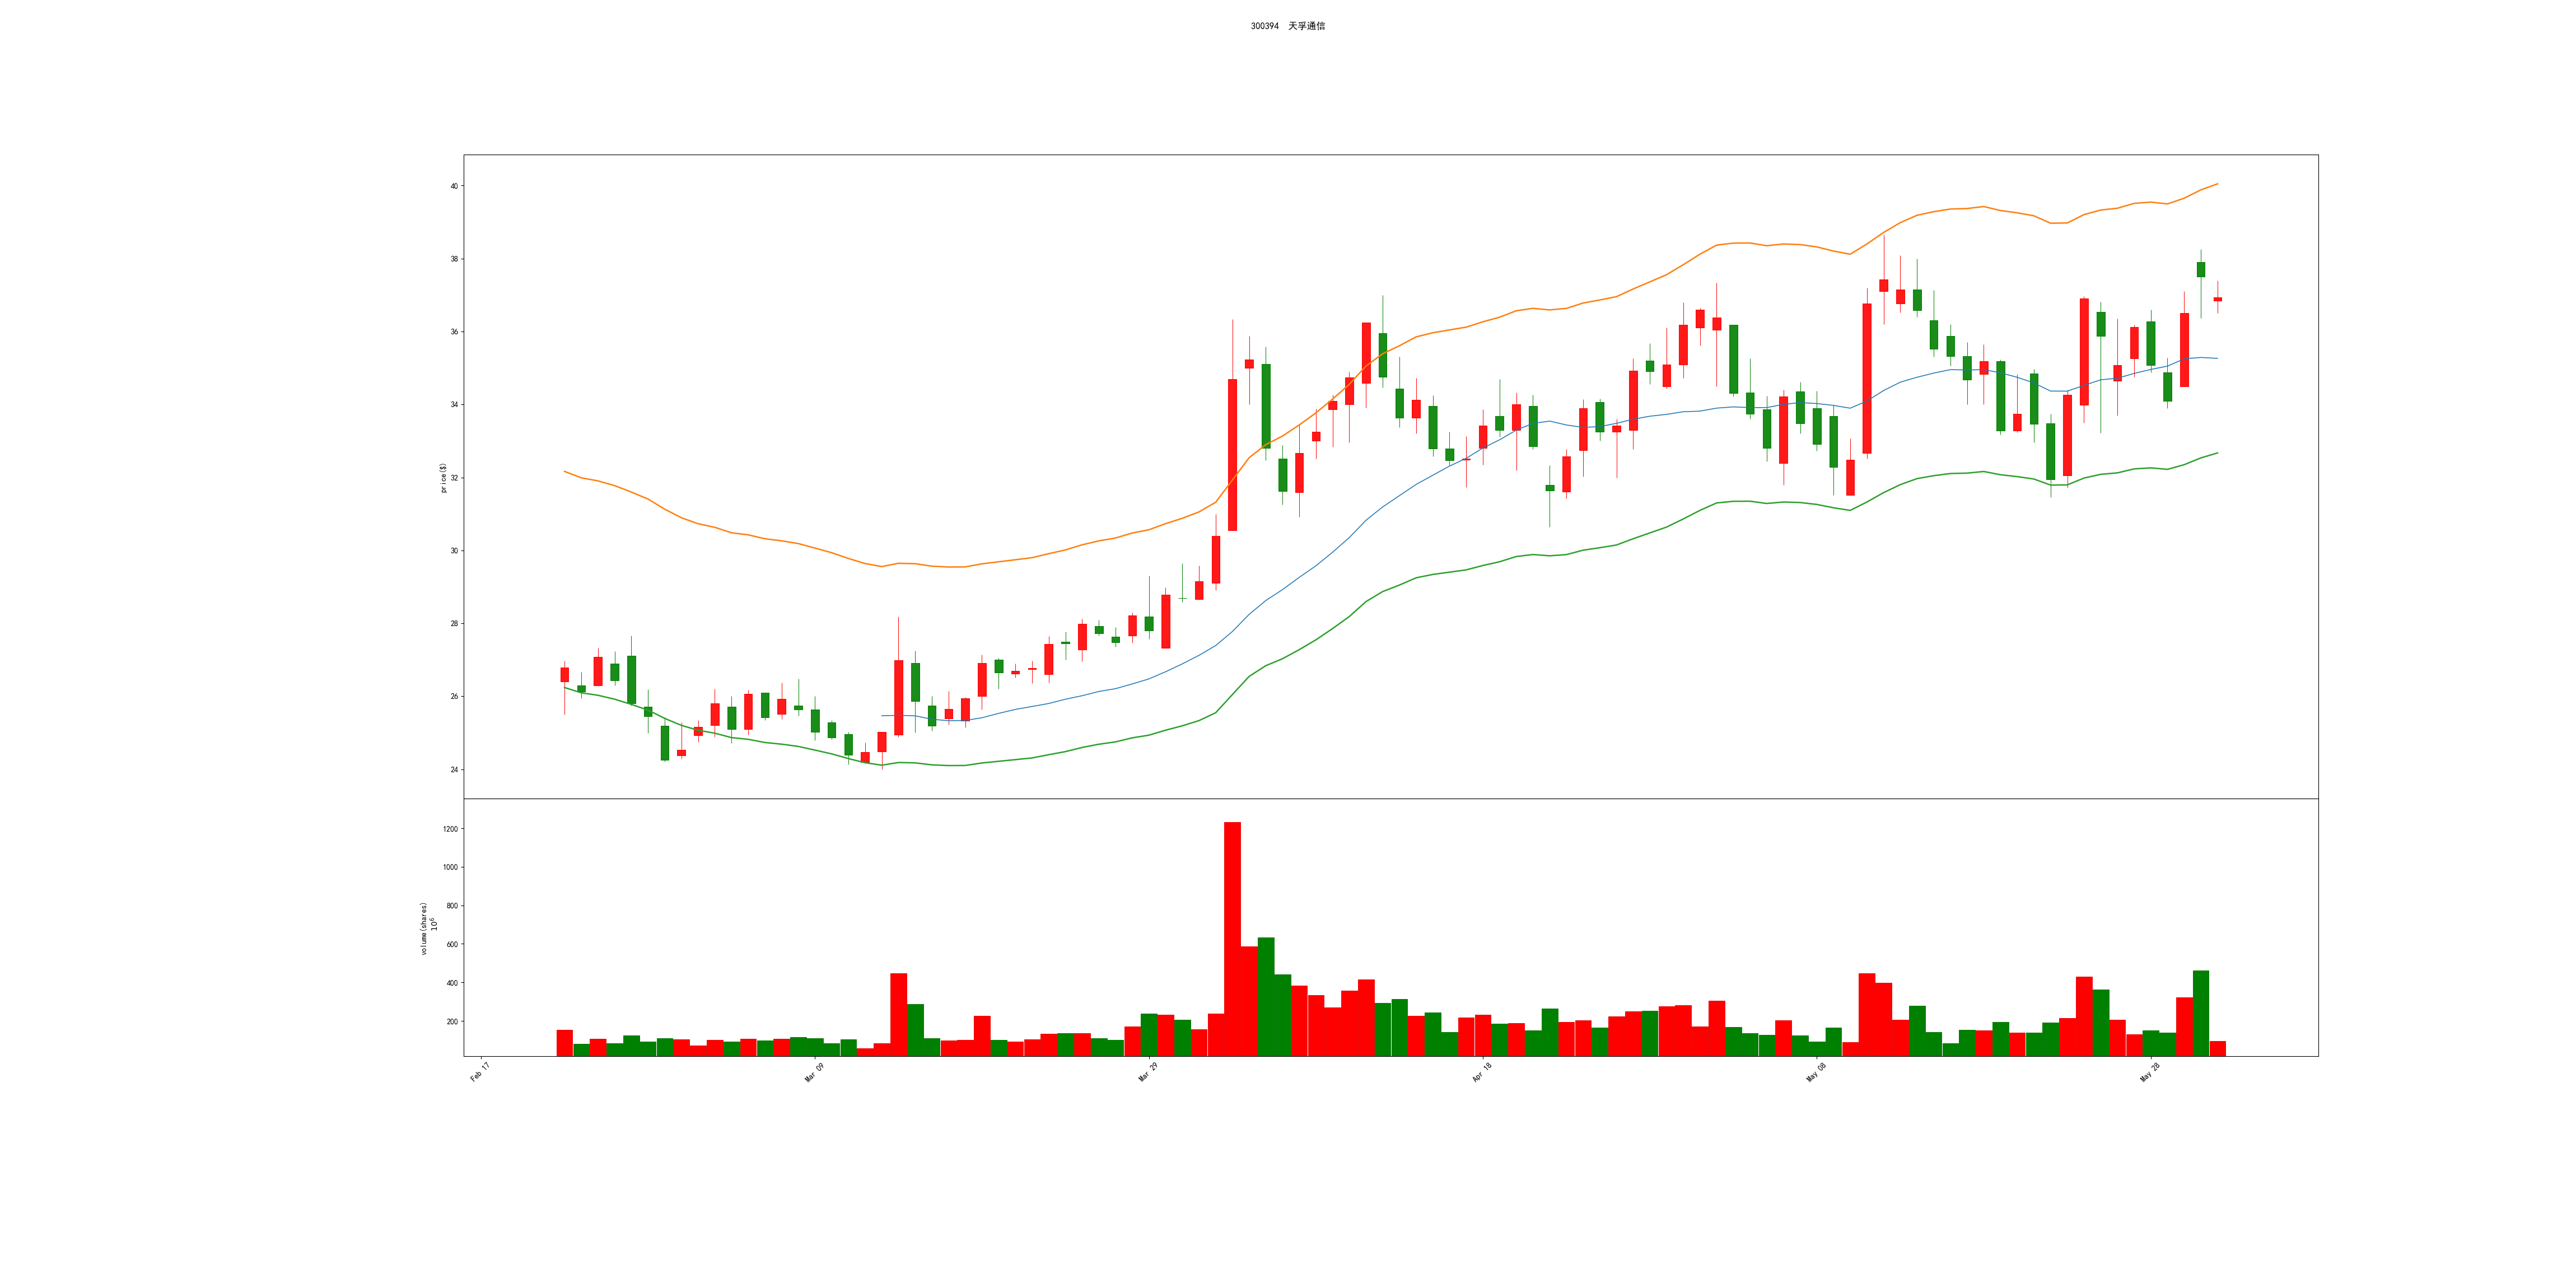 300394 天孚通信
40
38
36
34
32
30
28
26
24
price($)
1200
1000
800
600
400
200
volume(shares)
10⁶
Feb 17
Mar 09
Mar 29
Apr 18
May 08
May 28